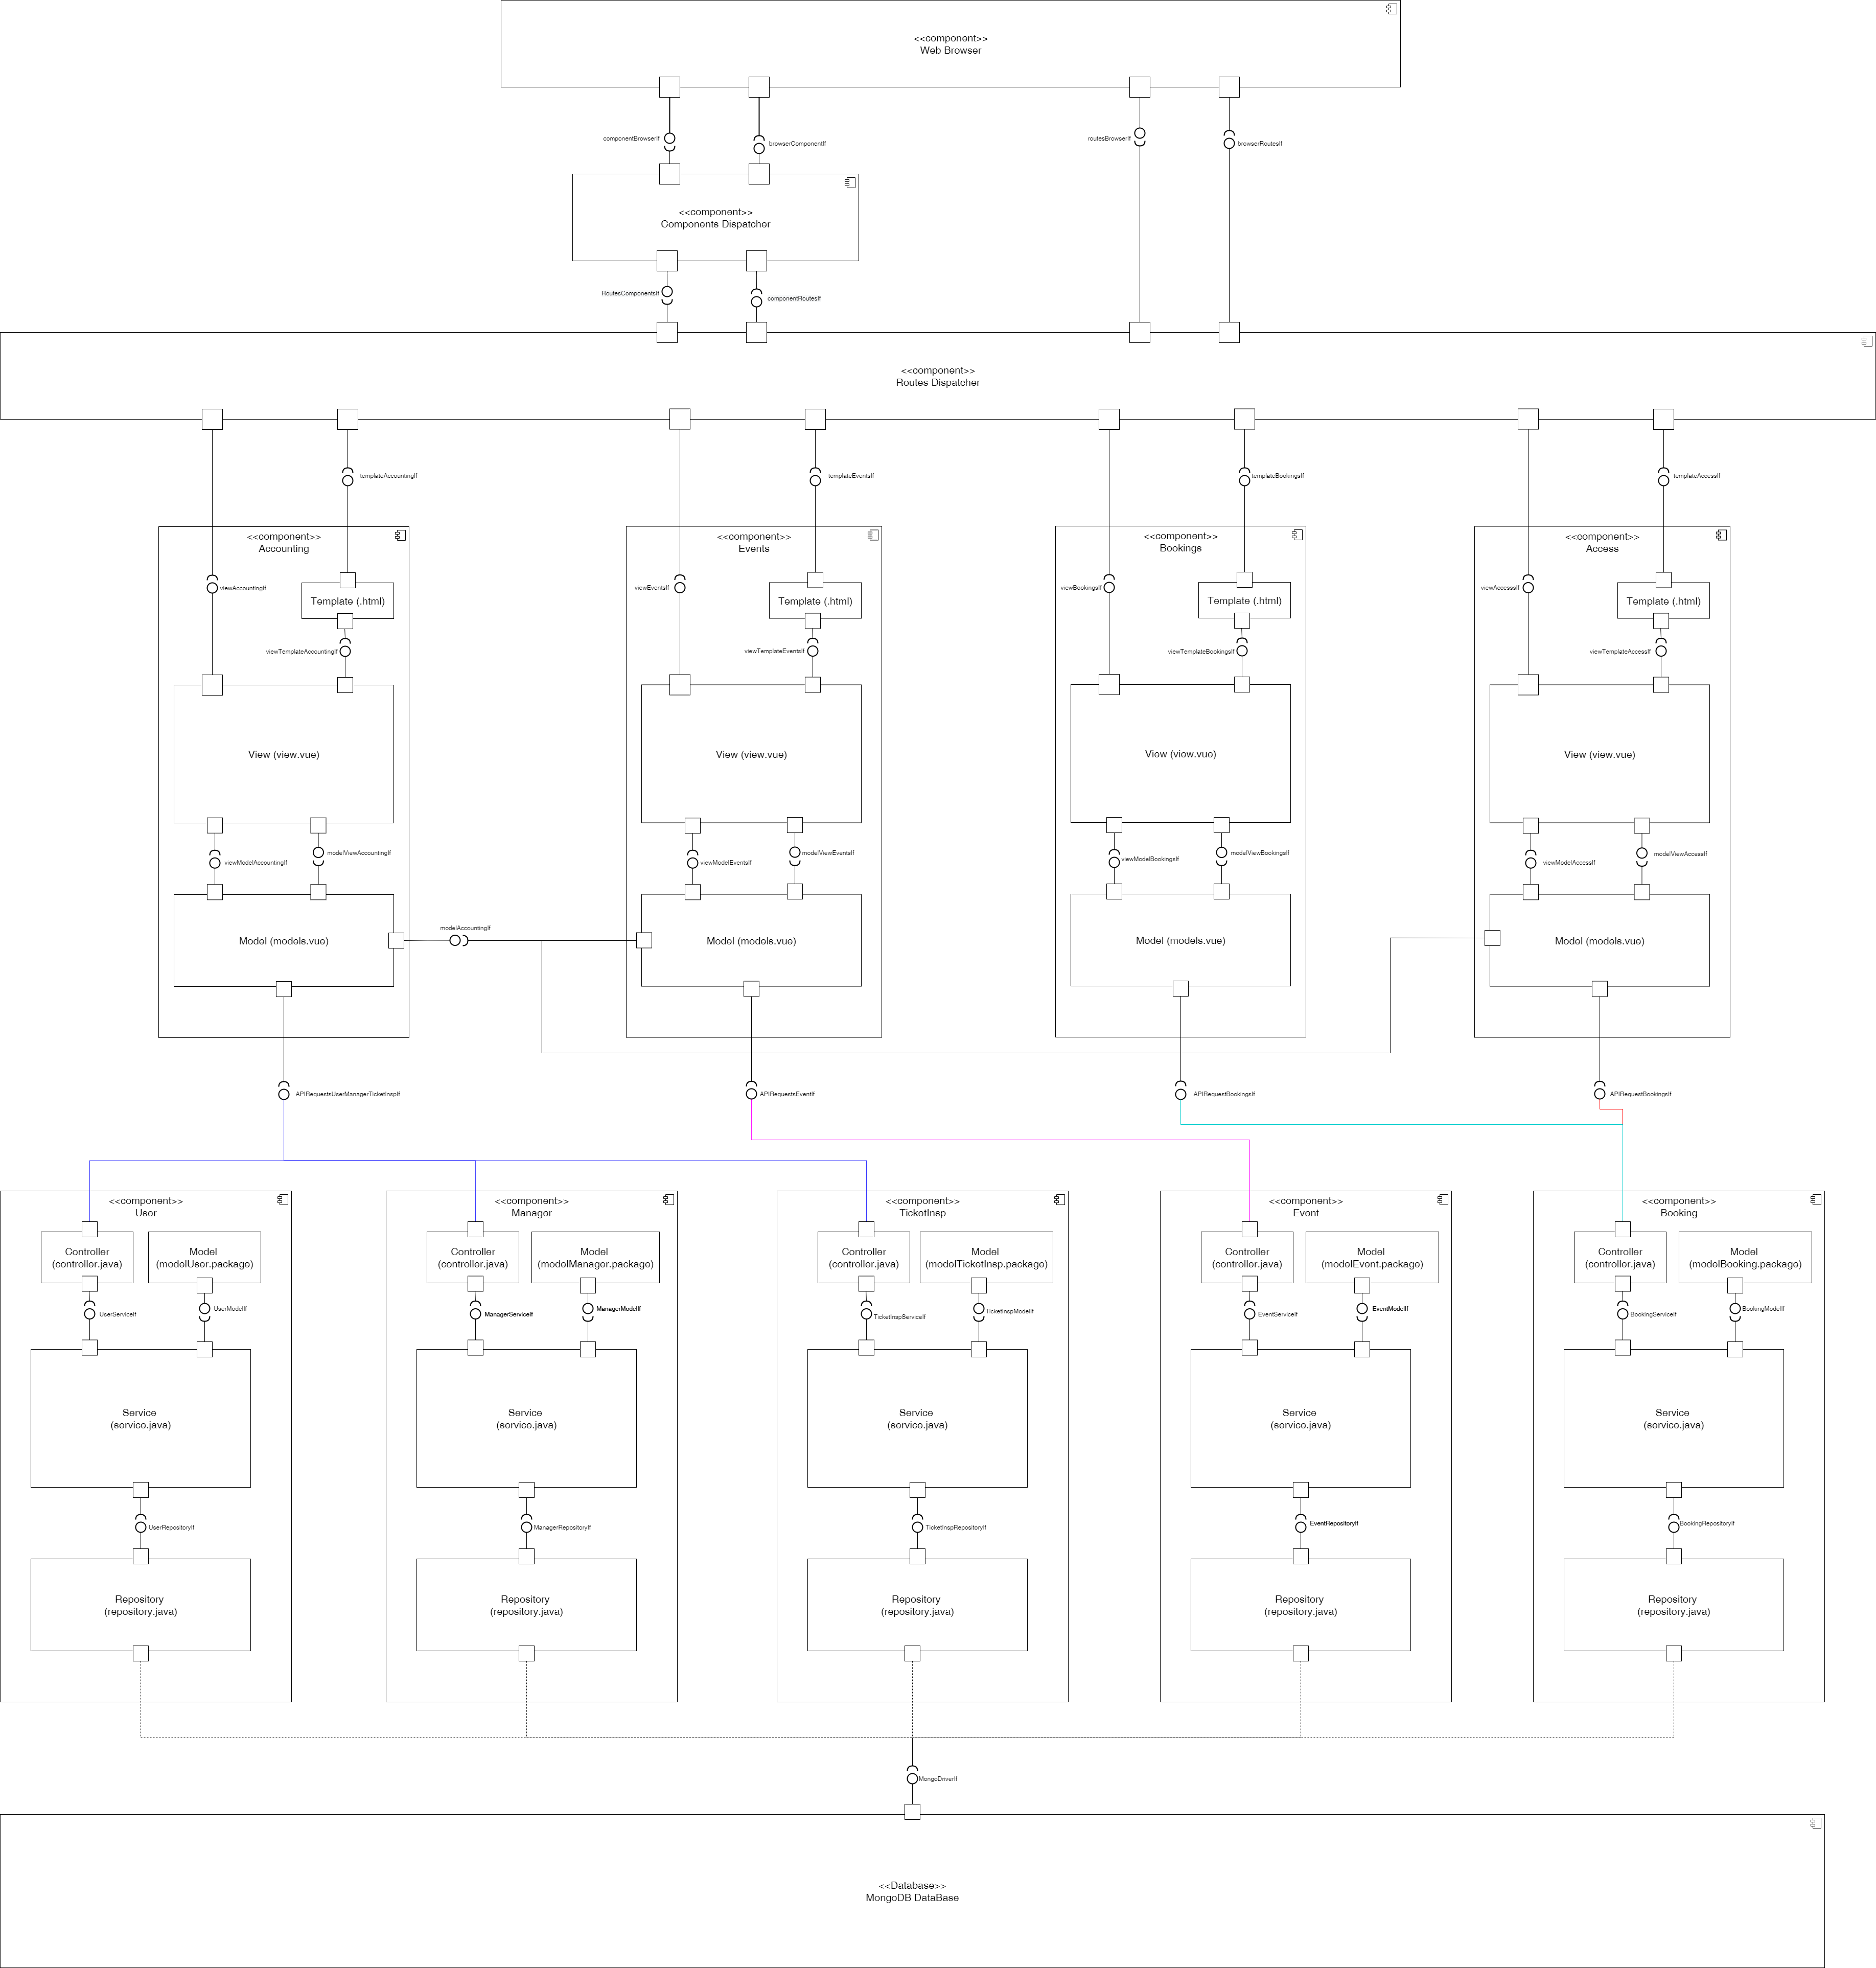 <<component>>
Web Browser
componentBrowserIf
browserComponentIf
routesBrowserIf
browserRoutesIf
<<component>>
Components Dispatcher
RoutesComponentsIf
componentRoutesIf
<<component>>
Routes Dispatcher
templateAccountingIf
templateEventsIf
templateBookingsIf
templateAccessIf
<<component>>
Accounting
<<component>>
Events
<<component>>
Bookings
<<component>>
Access
viewAccountingIf
Template (.html)
viewEventsIf
Template (.html)
viewBookingsIf
Template (.html)
viewAccesssIf
Template (.html)
viewTemplateAccountingIf
viewTemplateEventsIf
viewTemplateBookingsIf
viewTemplateAccessIf
View (view.vue)
View (view.vue)
View (view.vue)
View (view.vue)
viewModelAccountingIf
modelViewAccountingIf
viewModelEventsIf
modelViewEventsIf
viewModelBookingsIf
modelViewBookingsIf
viewModelAccessIf
modelViewAccessIf
modelAccountingIf
Model (models.vue)
Model (models.vue)
Model (models.vue)
Model (models.vue)
APIRequestsUserManagerTicketInspIf
APIRequestsEventIf
APIRequestBookingsIf
APIRequestBookingsIf
<<component>>
User
<<component>>
Manager
<<component>>
TicketInsp
<<component>>
Event
<<component>>
Booking
Controller
(controller.java)
Model
(modelUser.package)
Controller
(controller.java)
Model
(modelManager.package)
Controller
(controller.java)
Model
(modelTicketInsp.package)
Controller
(controller.java)
Model
(modelEvent.package)
Controller
(controller.java)
Model
(modelBooking.package)
UserServiceIf
UserModelIf
ManagerServiceIf
ManagerModelIf
TicketInspServiceIf
TicketInspModelIf
EventServiceIf
EventModelIf
BookingServiceIf
BookingModelIf
Service
(service.java)
Service
(service.java)
Service
(service.java)
Service
(service.java)
Service
(service.java)
UserRepositoryIf
ManagerRepositoryIf
TicketInspRepositoryIf
EventRepositoryIf
BookingRepositoryIf
Repository
(repository.java)
Repository
(repository.java)
Repository
(repository.java)
Repository
(repository.java)
Repository
(repository.java)
MongoDriverIf
<<Database>>
MongoDB DataBase